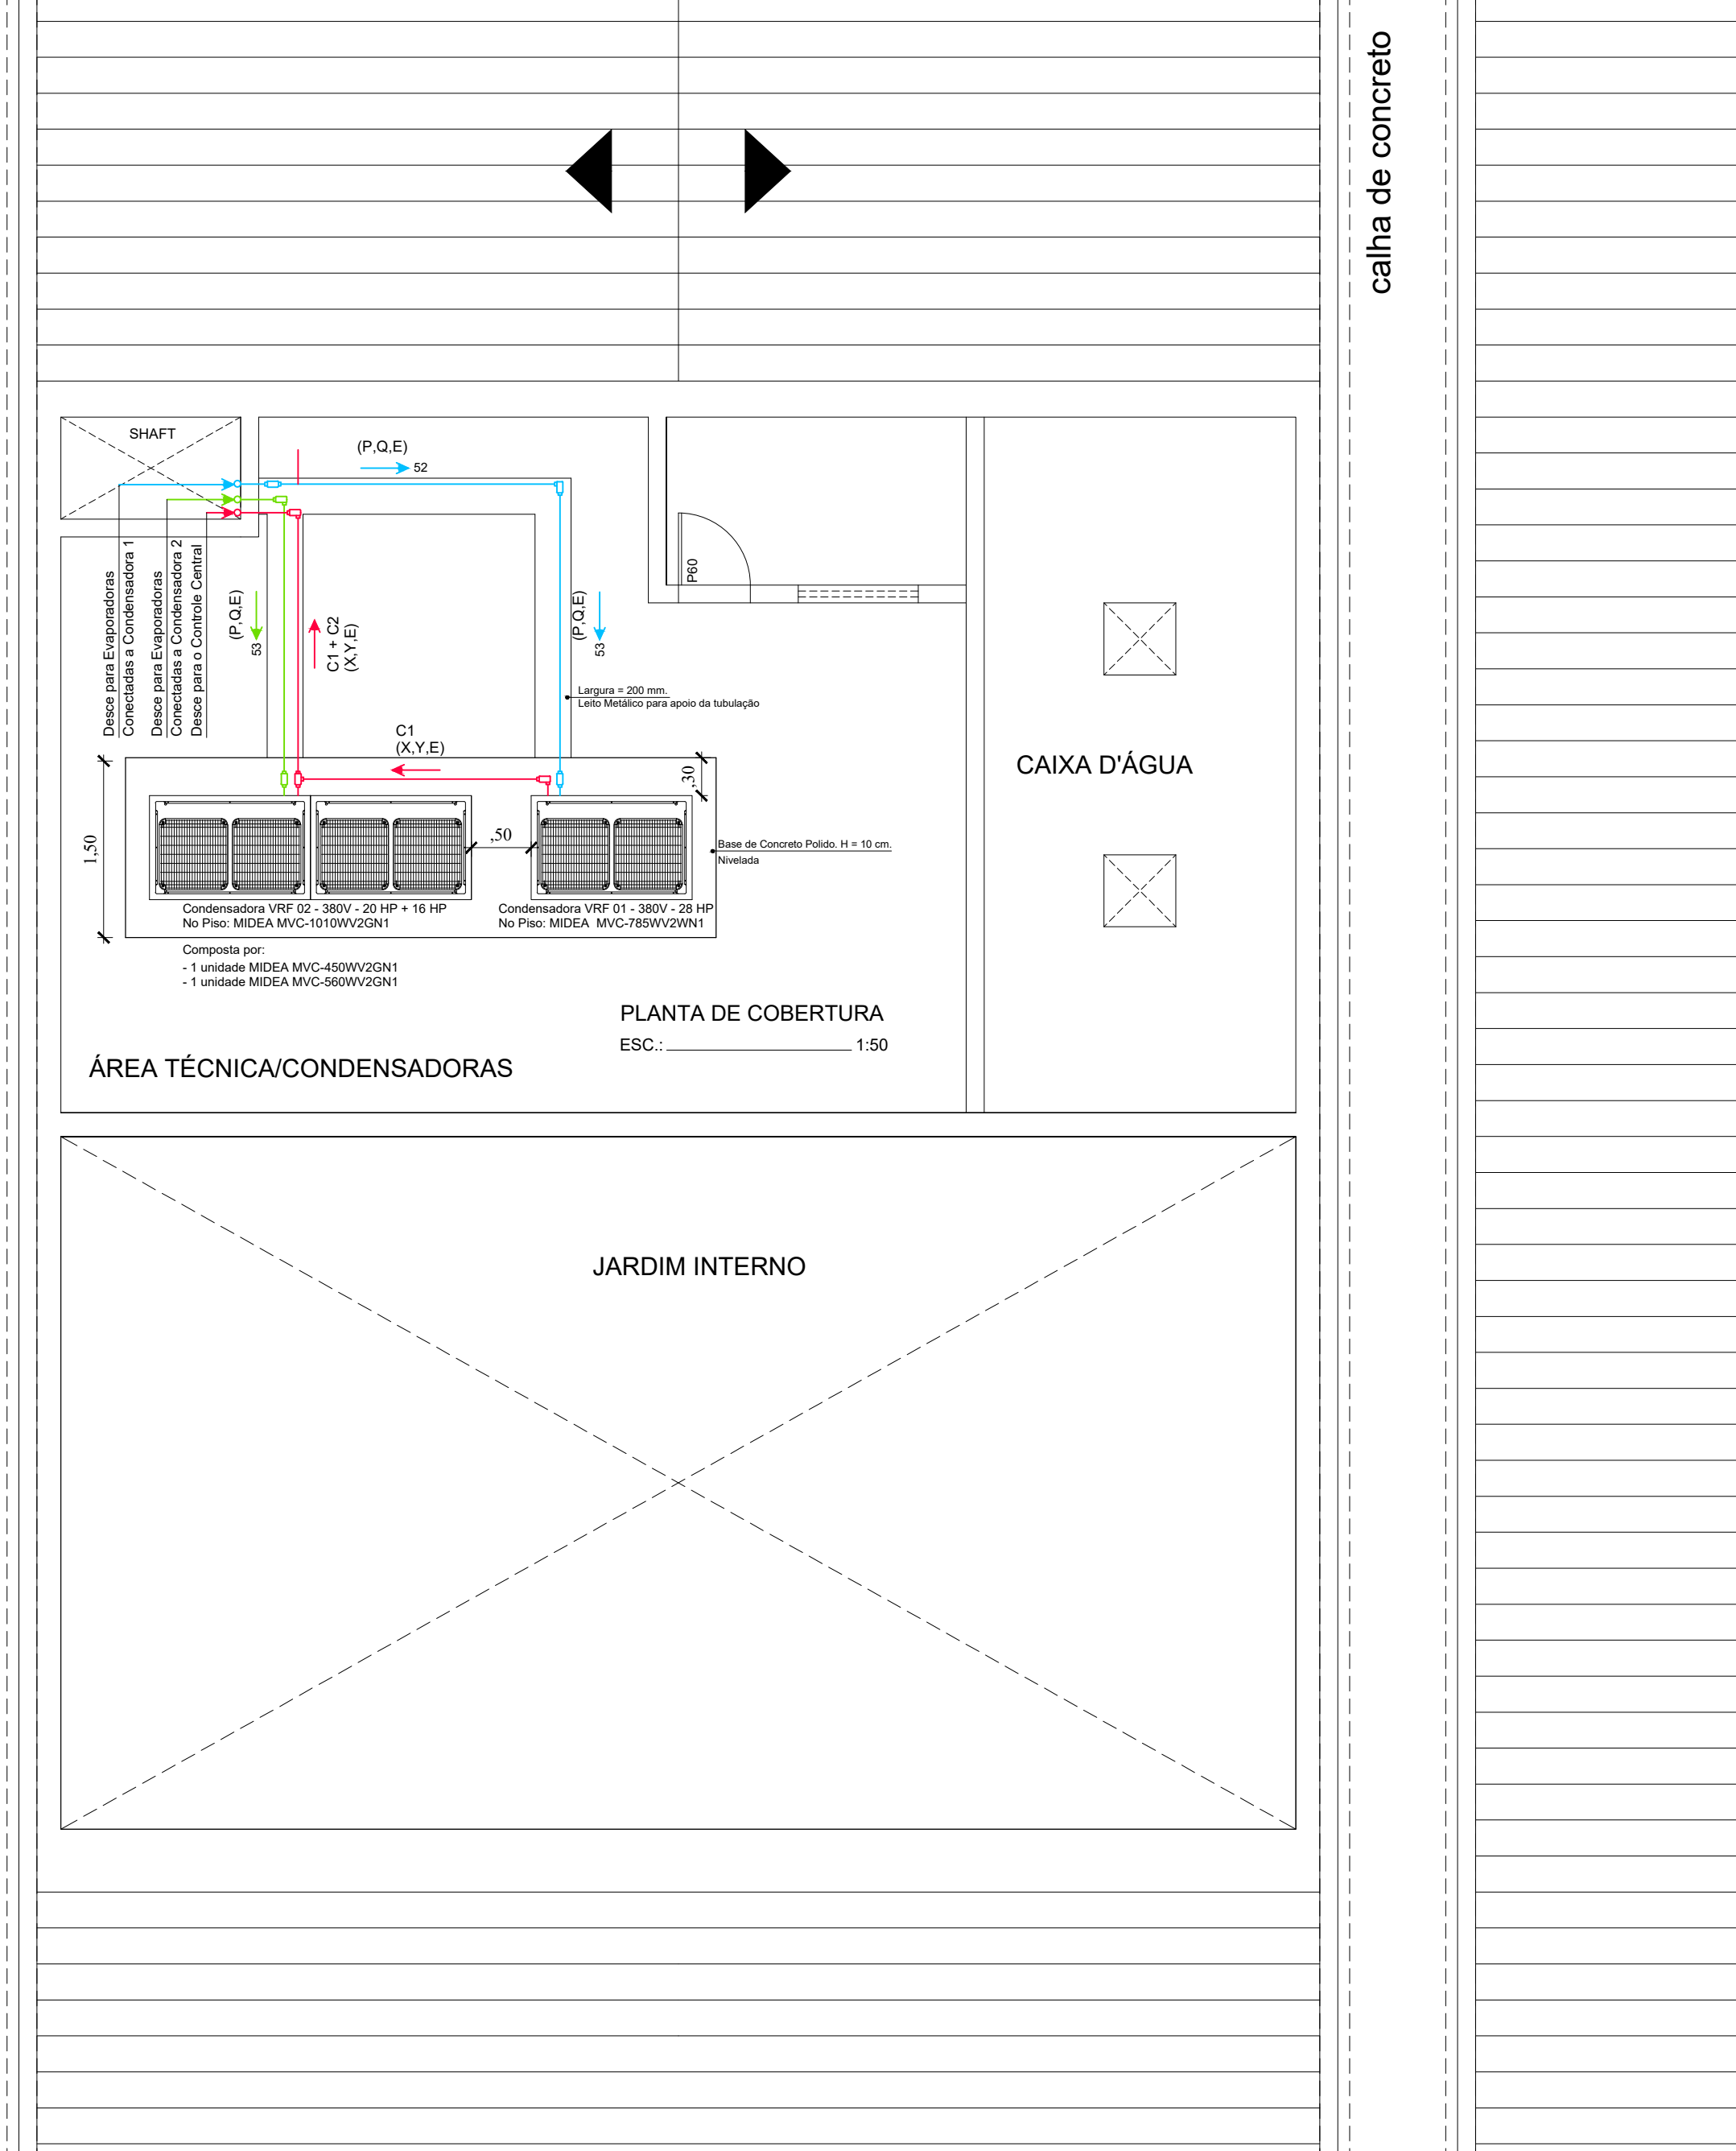 calha de concreto
SHAFT
(P,Q,E)
52
Desce para Evaporadoras
Conectadas a Condensadora 1
Desce para Evaporadoras
Conectadas a Condensadora 2
Desce para o Controle Central
(P,Q,E)
53
C1 + C2
(X,Y,E)
(P,Q,E)
53
P60
Largura = 200 mm.
Leito Metálico para apoio da tubulação
C1
(X,Y,E)
CAIXA D'ÁGUA
,30
1,50
,50
Base de Concreto Polido. H = 10 cm.
Nivelada
Condensadora VRF 02 - 380V - 20 HP + 16 HP
No Piso: MIDEA MVC-1010WV2GN1
Condensadora VRF 01 - 380V - 28 HP
No Piso: MIDEA  MVC-785WV2WN1
Composta por:
- 1 unidade MIDEA MVC-450WV2GN1
- 1 unidade MIDEA MVC-560WV2GN1
PLANTA DE COBERTURA
ESC.: 1:50
ÁREA TÉCNICA/CONDENSADORAS
JARDIM INTERNO